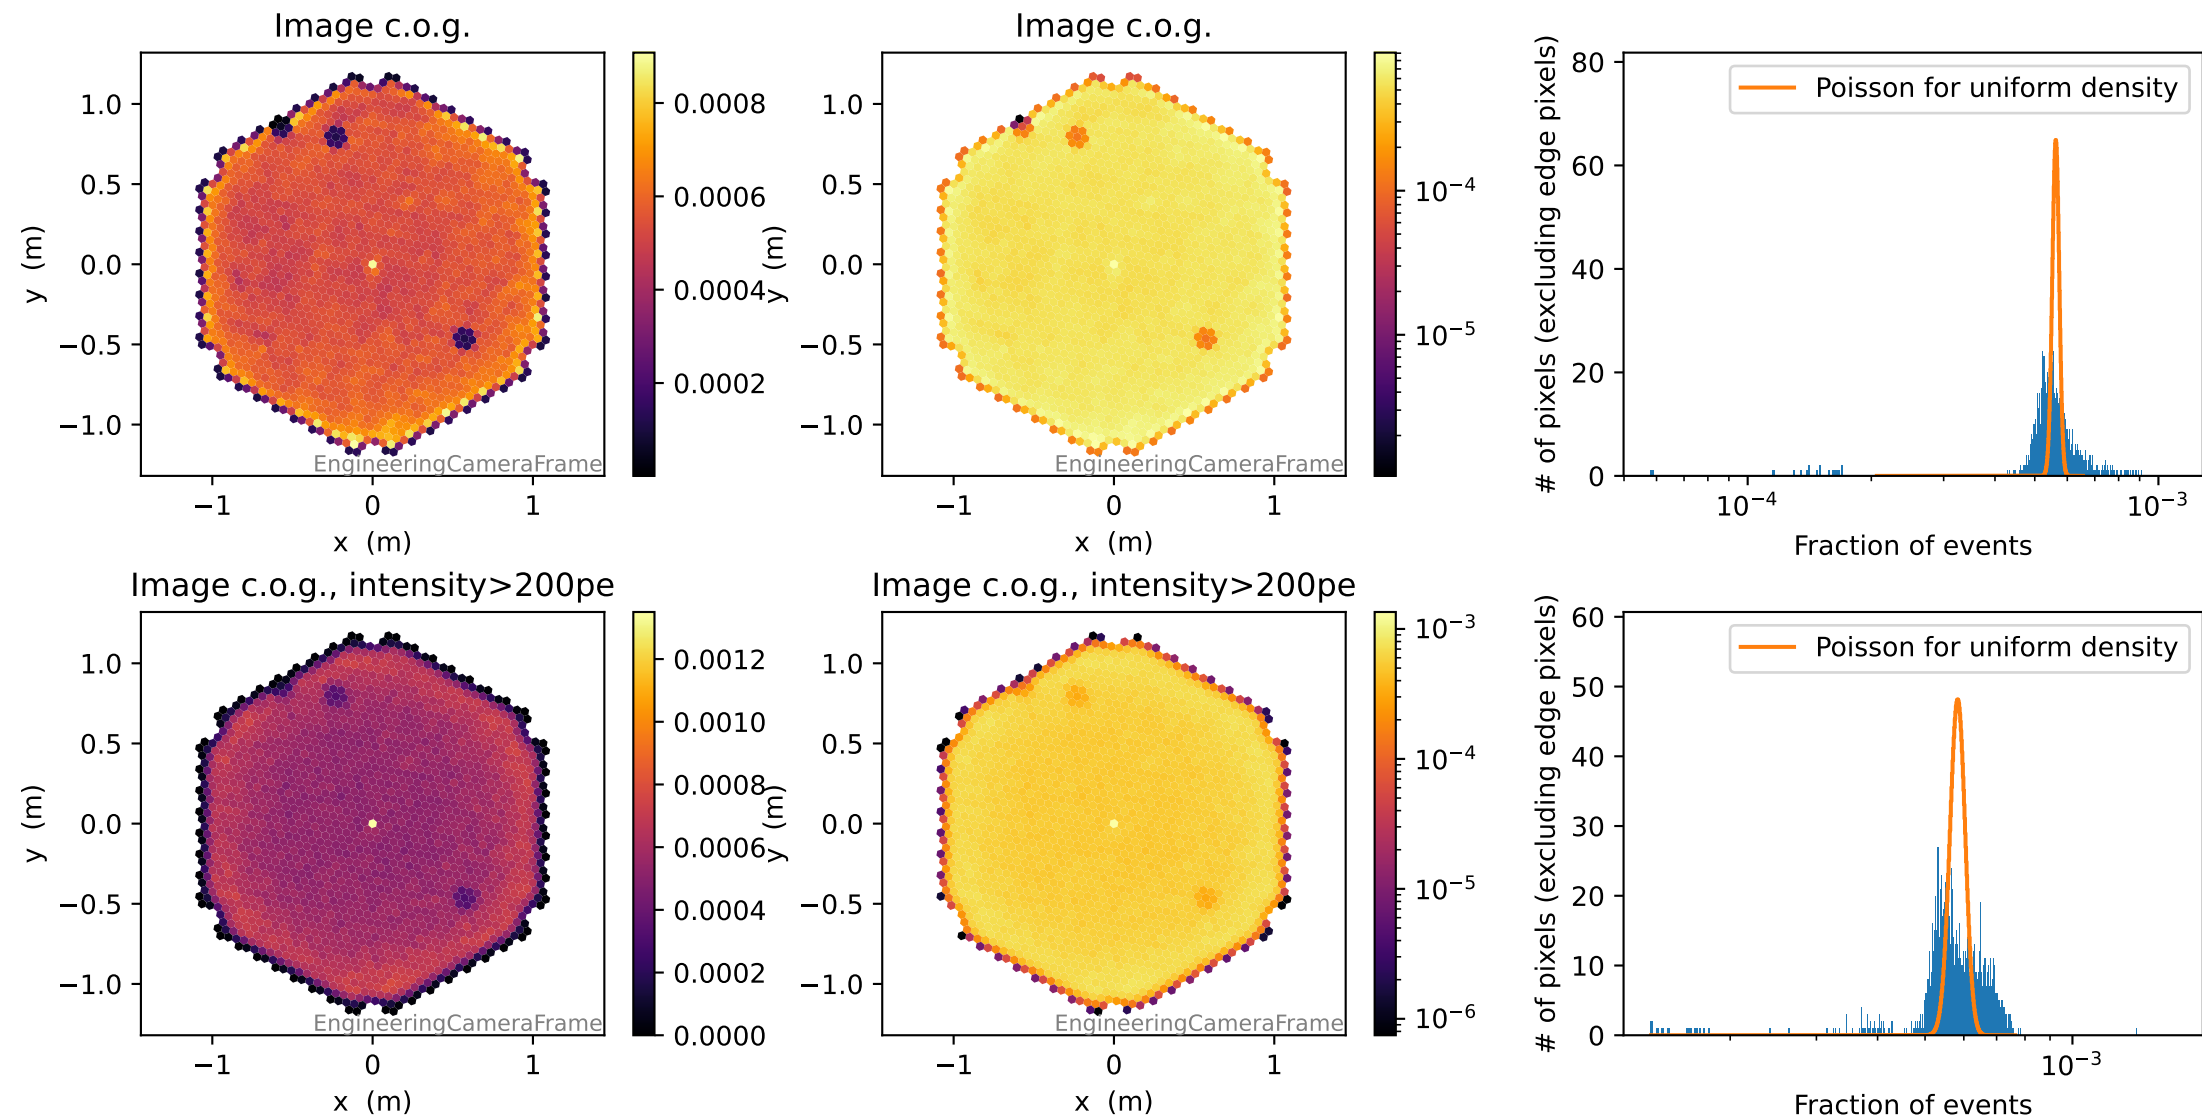 Image c.o.g.
1.0
0.5
0.0
−0.5
−1.0
y (m)
−1
0
1
x (m)
EngineeringCameraFrame
0.0008
0.0006
0.0004
0.0002
Image c.o.g.
1.0
0.5
0.0
−0.5
−1.0
y (m)
−1
0
1
x (m)
EngineeringCameraFrame
10⁻⁴
10⁻⁵
80
60
40
20
0
# of pixels (excluding edge pixels)
Poisson for uniform density
10⁻⁴
10⁻³
Fraction of events
Image c.o.g., intensity>200pe
1.0
0.5
0.0
−0.5
−1.0
y (m)
−1
0
1
x (m)
EngineeringCameraFrame
0.0012
0.0010
0.0008
0.0006
0.0004
0.0002
0.0000
Image c.o.g., intensity>200pe
1.0
0.5
0.0
−0.5
−1.0
y (m)
−1
0
1
x (m)
EngineeringCameraFrame
10⁻³
10⁻⁴
10⁻⁵
10⁻⁶
60
50
40
30
20
10
0
# of pixels (excluding edge pixels)
Poisson for uniform density
10⁻³
Fraction of events